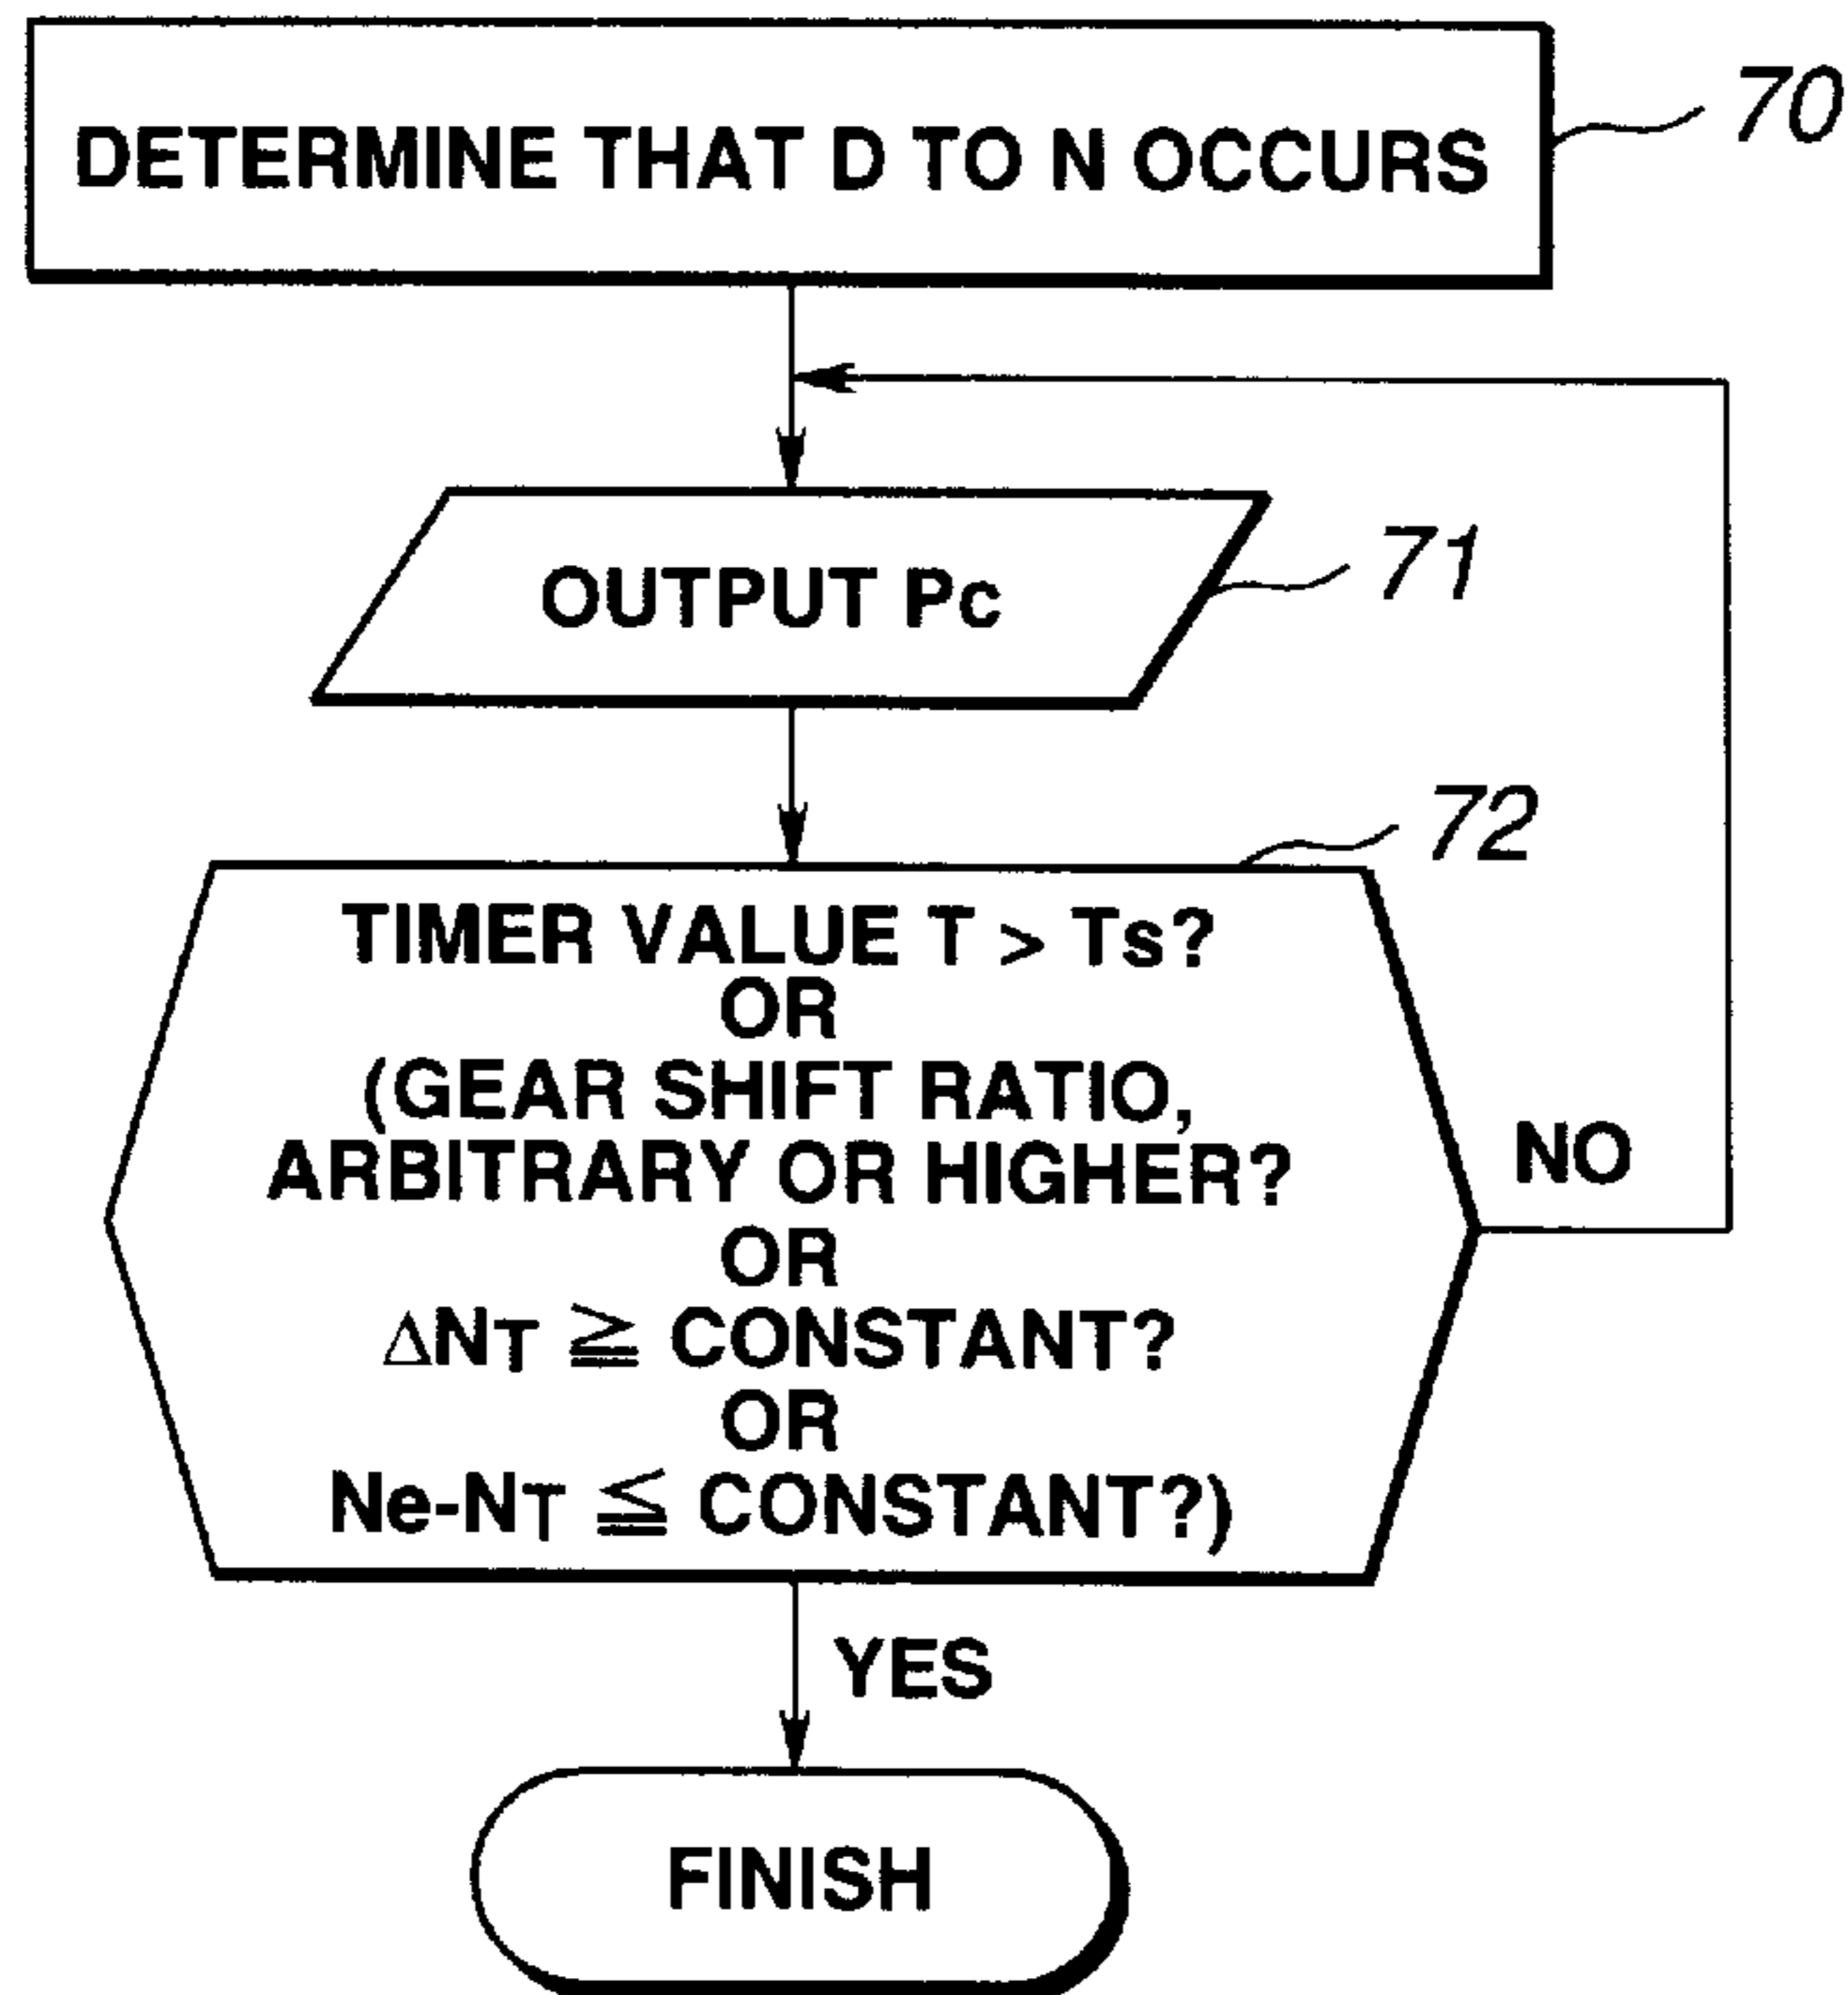 DETERMINE THAT D TO N OCCURS
70
OUTPUT Pc
71
72
TIMER VALUE T > Ts?
OR
(GEAR SHIFT RATIO,
ARBITRARY OR HIGHER?
OR
ΔNT ≧ CONSTANT?
OR
Ne-NT ≦ CONSTANT?)
NO
YES
FINISH